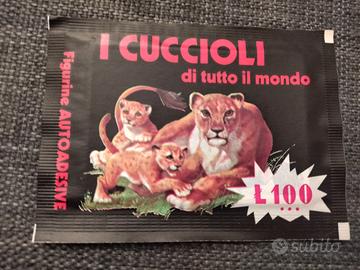 I CUCCIOLI
di tutto il mondo
Figurine AUTOADESIVE
Ł 100
subito